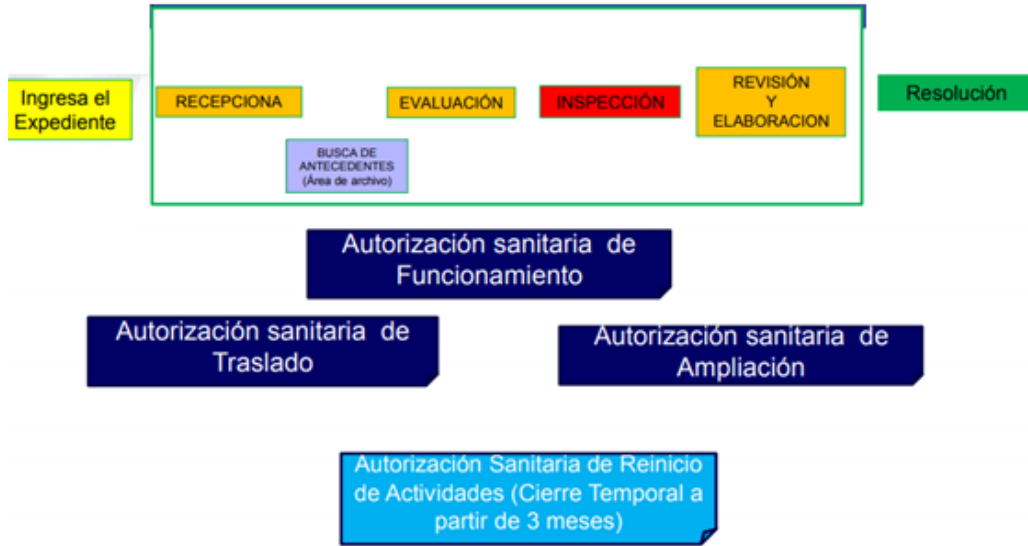 Ingresa el
Expediente
RECEPCIONA
BUSCA DE
ANTECEDENTES
(Área de archivo)
EVALUACIÓN
INSPECCIÓN
REVISIÓN
Y
ELABORACION
Resolución
Autorización sanitaria de
Funcionamiento
Autorización sanitaria de
Traslado
Autorización sanitaria de
Ampliación
Autorización Sanitaria de Reinicio
de Actividades (Cierre Temporal a
partir de 3 meses)